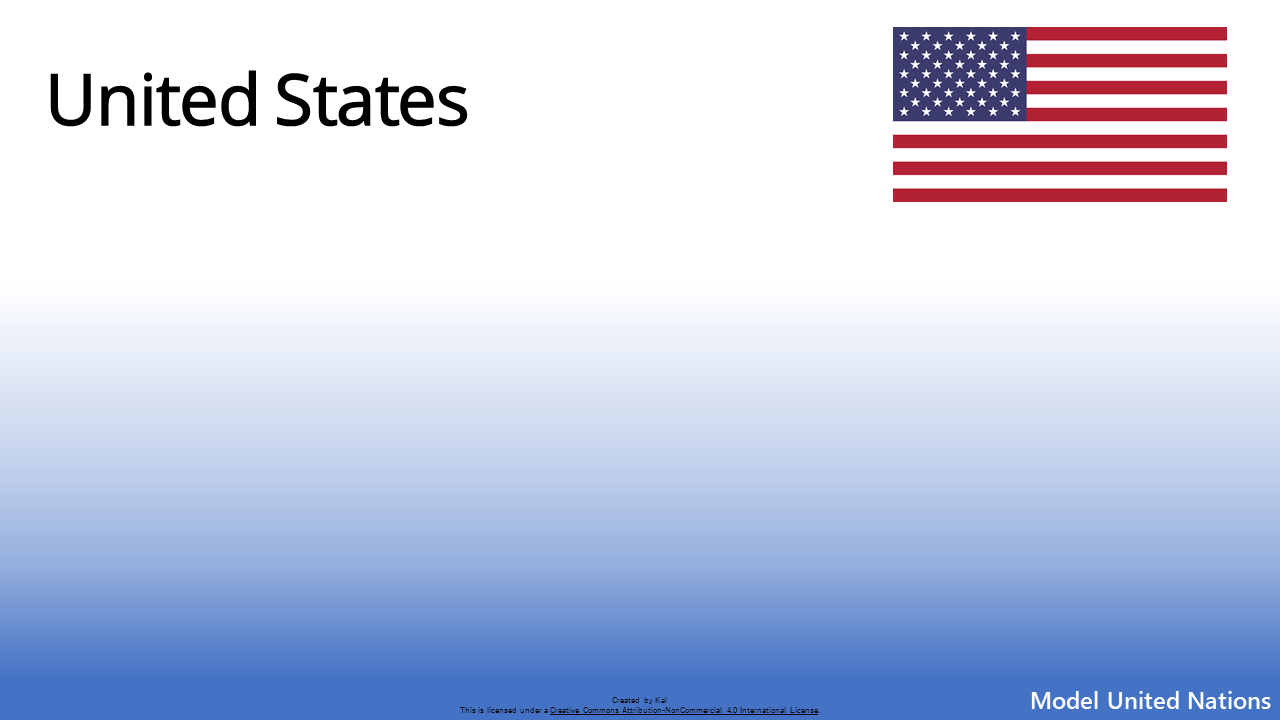 United States
Created by Kai
This is licensed under a Creative Commons Attribution-NonCommercial 4.0 International License.
Model United Nations